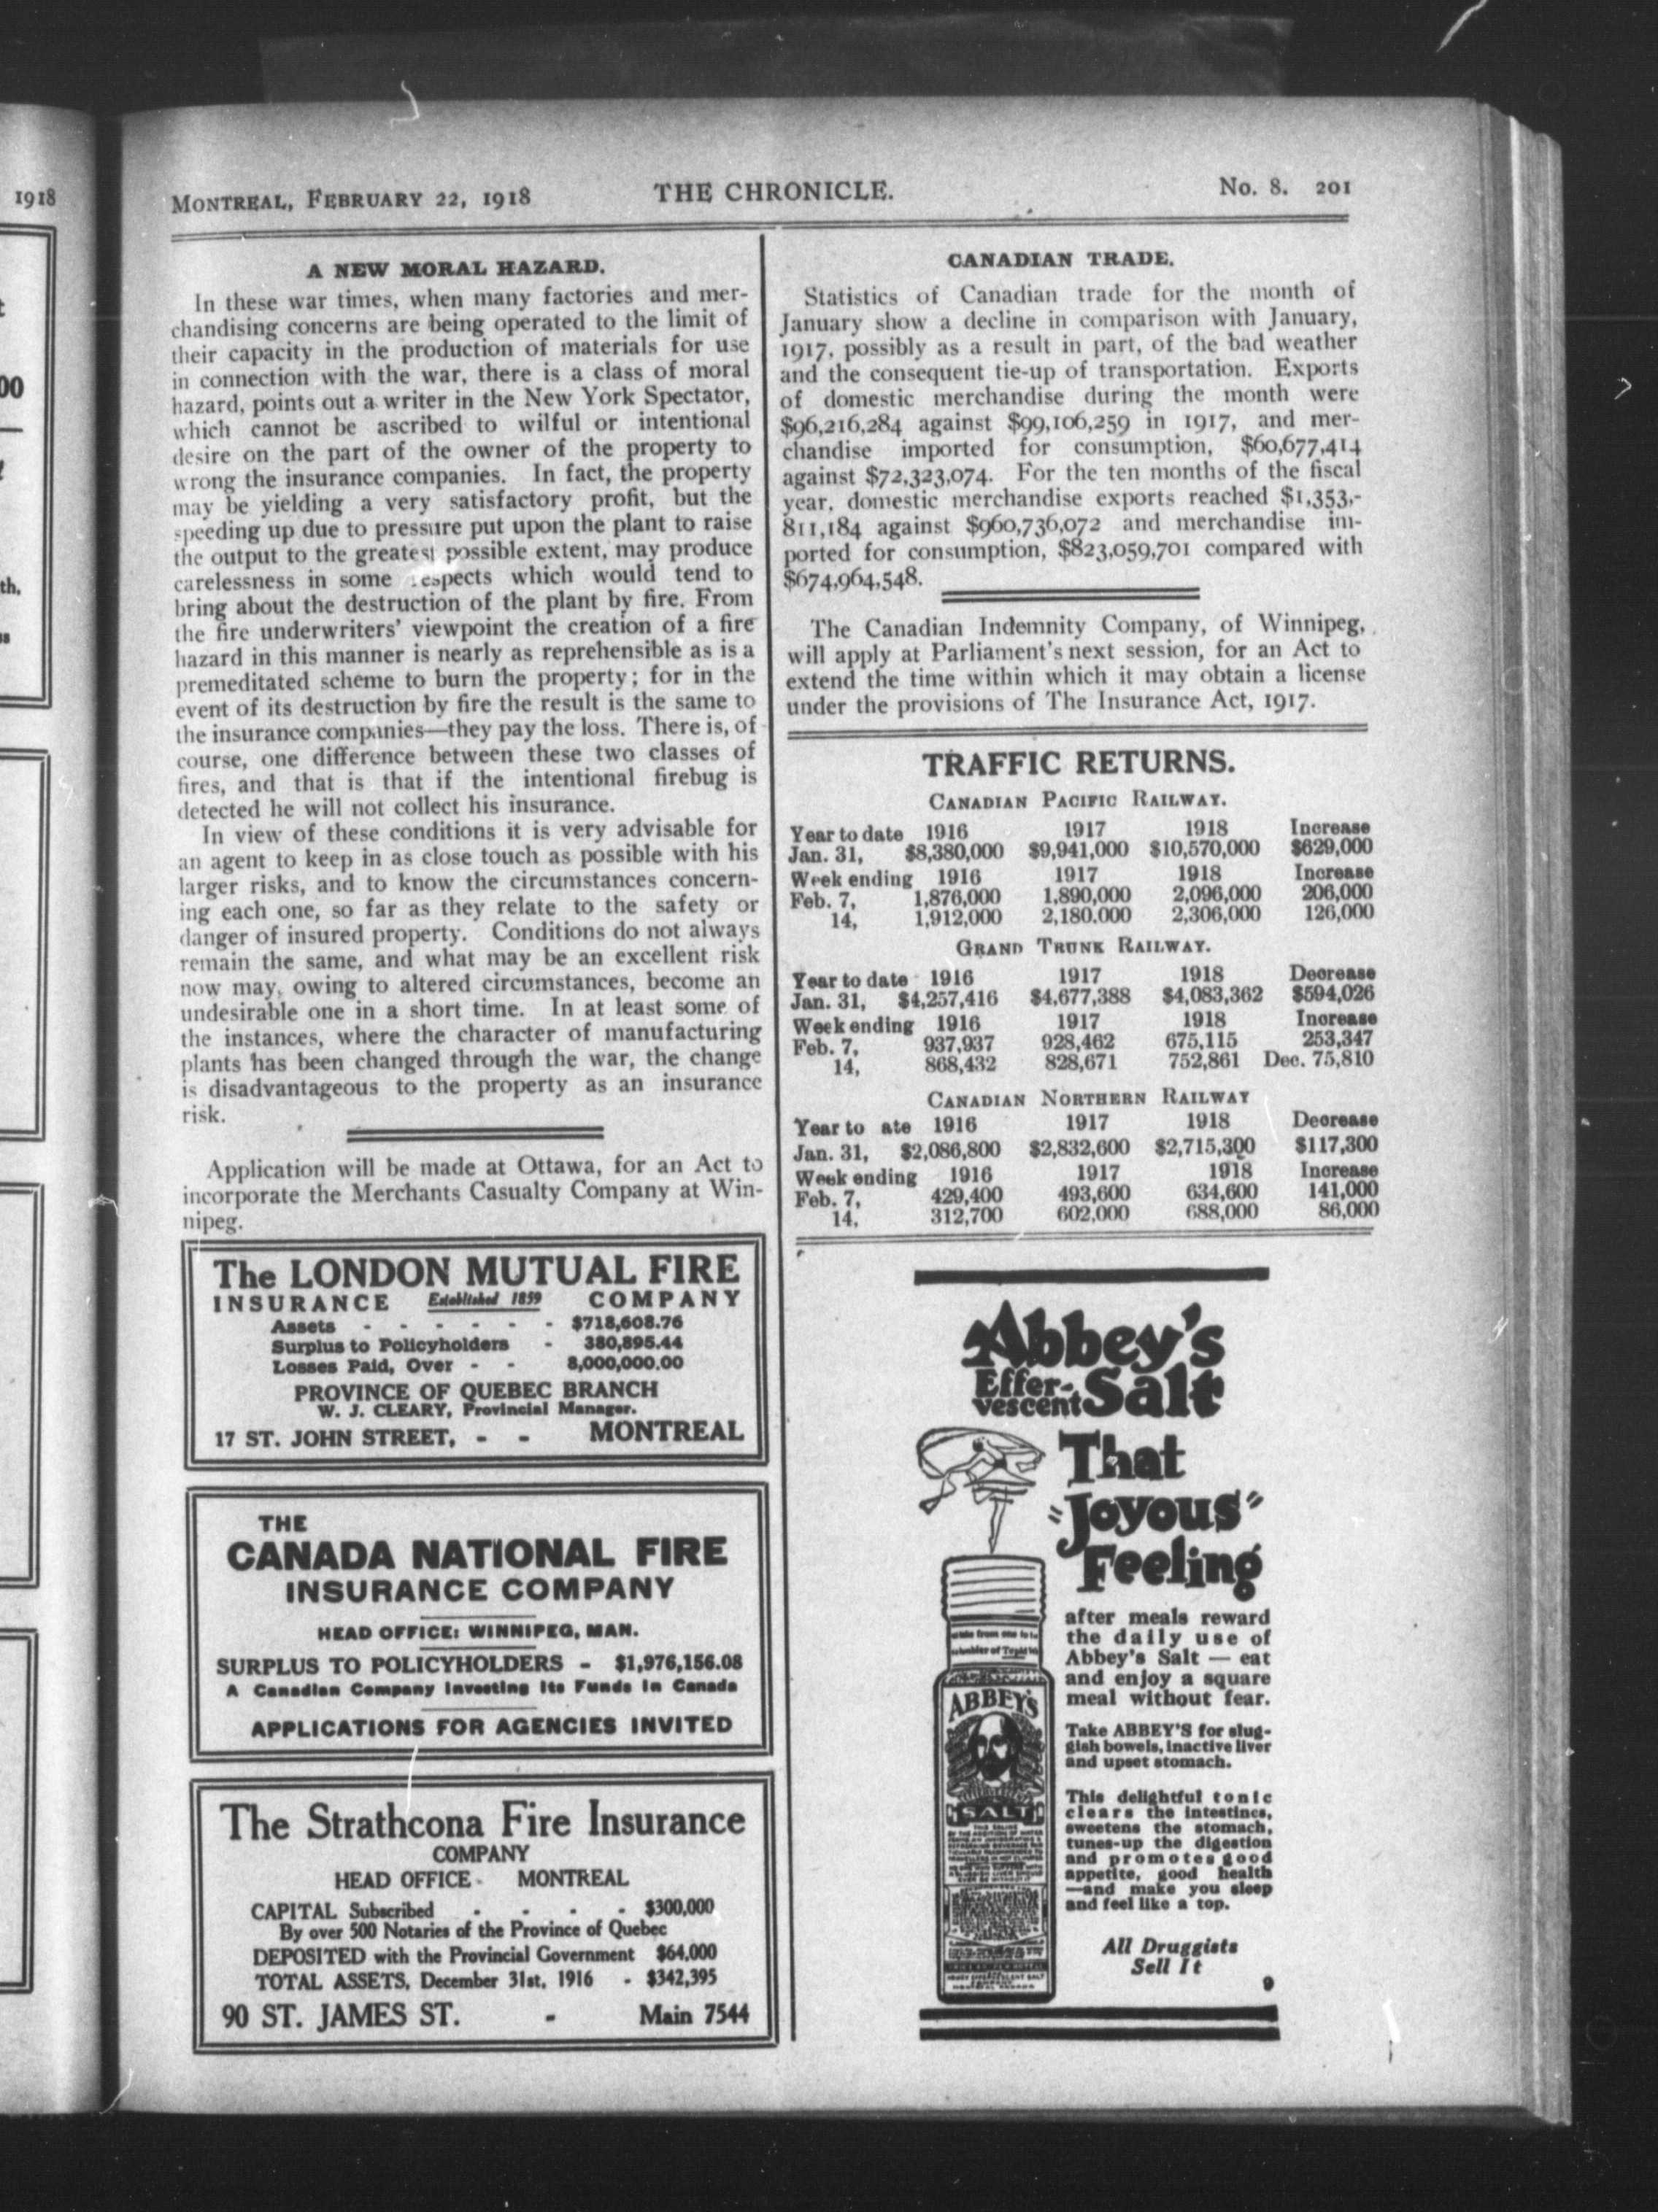 1918
00
th.
MONTREAL, FEBRUARY 22, 1918
THE CHRONICLE.
No. 8. 201
A NEW MORAL HAZARD.
In these war times, when many factories and mer-
chandising concerns are being operated to the limit of
their capacity in the production of materials for use
in connection with the war, there is a class of moral
hazard, points out a writer in the New York Spectator,
which cannot be ascribed to wilful or intentional
desire on the part of the owner of the property to
wrong the insurance companies. In fact, the property
may be yielding a very satisfactory profit, but the
speeding up due to pressure put upon the plant to raise
the output to the greatest possible extent, may produce
carelessness in some respects which would tend to
bring about the destruction of the plant by fire. From
the fire underwriters' viewpoint the creation of a fire
hazard in this manner is nearly as reprehensible as is a
premeditated scheme to burn the property; for in the
event of its destruction by fire the result is the same to
the insurance companies—they pay the loss. There is, of
course, one difference between these two classes of
fires, and that is that if the intentional firebug is
detected he will not collect his insurance.
In view of these conditions it is very advisable for
an agent to keep in as close touch as possible with his
larger risks, and to know the circumstances concern-
ing each one, so far as they relate to the safety or
danger of insured property. Conditions do not always
remain the same, and what may be an excellent risk
now may, owing to altered circumstances, become an
undesirable one in a short time. In at least some of
the instances, where the character of manufacturing
plants has been changed through the war, the change
is disadvantageous to the property as an insurance
risk.
Application will be made at Ottawa, for an Act to
incorporate the Merchants Casualty Company at Win-
nipeg.
The LONDON MUTUAL FIRE
INSURANCE Established 1859 COMPANY
Assets - - - - - - $718,608.76
Surplus to Policyholders - 380,895.44
Losses Paid, Over - - 8,000,000.00
PROVINCE OF QUEBEC BRANCH
W. J. CLEARY, Provincial Manager.
17 ST. JOHN STREET, - - MONTREAL
THE
CANADA NATIONAL FIRE
INSURANCE COMPANY
HEAD OFFICE: WINNIPEG, MAN.
SURPLUS TO POLICYHOLDERS - $1,976,156.08
A Canadian Company Investing Its Funds in Canada
APPLICATIONS FOR AGENCIES INVITED
The Strathcona Fire Insurance
COMPANY
HEAD OFFICE - MONTREAL
CAPITAL Subscribed - - - - $300,000
By over 500 Notaries of the Province of Quebec
DEPOSITED with the Provincial Government $64,000
TOTAL ASSETS, December 31st, 1916 - $342,395
90 ST. JAMES ST. - Main 7544
CANADIAN TRADE.
Statistics of Canadian trade for the month of
January show a decline in comparison with January,
1917, possibly as a result in part, of the bad weather
and the consequent tie-up of transportation. Exports
of domestic merchandise during the month were
$96,216,284 against $99,106,259 in 1917, and mer-
chandise imported for consumption, $60,677,414
against $72,323,074. For the ten months of the fiscal
year, domestic merchandise exports reached $1,353,-
811,184 against $960,736,072 and merchandise im-
ported for consumption, $823,059,701 compared with
$674,964,548.
The Canadian Indemnity Company, of Winnipeg,
will apply at Parliament's next session, for an Act to
extend the time within which it may obtain a license
under the provisions of The Insurance Act, 1917.
TRAFFIC RETURNS.
CANADIAN PACIFIC RAILWAY.
Year to date 1916 1917 1918 Increase
Jan. 31, $8,380,000 $9,941,000 $10,570,000 $629,000
Week ending 1916 1917 1918 Increase
Feb. 7, 1,876,000 1,890,000 2,096,000 206,000
14, 1,912,000 2,180,000 2,306,000 126,000
GRAND TRUNK RAILWAY.
Year to date 1916 1917 1918 Decrease
Jan. 31, $4,257,416 $4,677,388 $4,083,362 $594,026
Week ending 1916 1917 1918 Increase
Feb. 7, 937,937 928,462 675,115 253,347
14, 868,432 828,671 752,861 Dec. 75,810
CANADIAN NORTHERN RAILWAY
Year to ate 1916 1917 1918 Decrease
Jan. 31, $2,086,800 $2,832,600 $2,715,300 $117,300
Week ending 1916 1917 1918 Increase
Feb. 7, 429,400 493,600 634,600 141,000
14, 312,700 602,000 688,000 86,000
Abbey's
Effer-
vescent Salt
That
"Joyous"
Feeling
after meals reward
the daily use of
Abbey's Salt — eat
and enjoy a square
meal without fear.
Take ABBEY'S for slug-
gish bowels, inactive liver
and upset stomach.
This delightful tonic
clears the intestines,
sweetens the stomach,
tunes-up the digestion
and promotes good
appetite, good health
—and make you sleep
and feel like a top.
All Druggists
Sell It
9
ABBEY'S
SALT